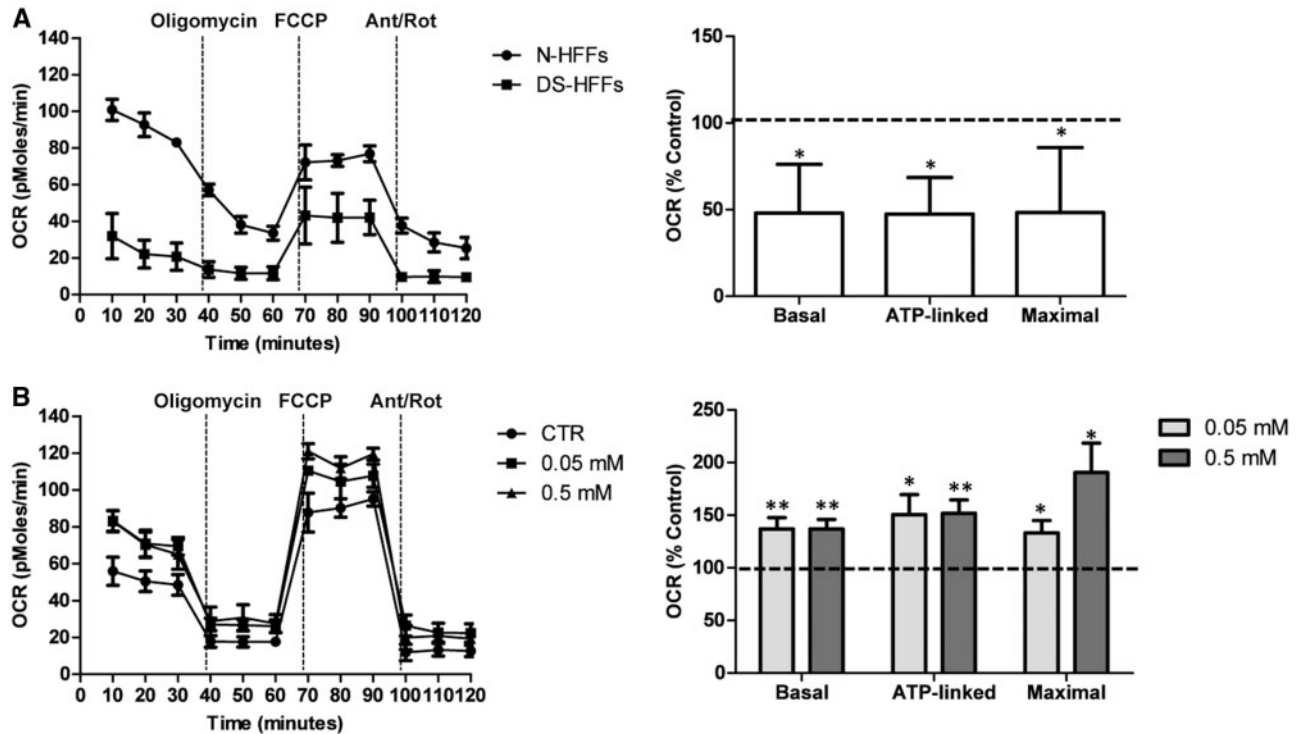 A
Oligomycin FCCP Ant/Rot
OCR (pMoles/min)
140
120
100
80
60
40
20
0
0 10 20 30 40 50 60 70 80 90 100 110 120
Time (minutes)
N-HFFs
DS-HFFs
OCR (% Control)
150
100
50
0
* * *
Basal ATP-linked Maximal
B
Oligomycin FCCP Ant/Rot
OCR (pMoles/min)
140
120
100
80
60
40
20
0
0 10 20 30 40 50 60 70 80 90 100 110 120
Time (minutes)
CTR
0.05 mM
0.5 mM
OCR (% Control)
250
200
150
100
50
0
** ** * ** * *
Basal ATP-linked Maximal
0.05 mM
0.5 mM